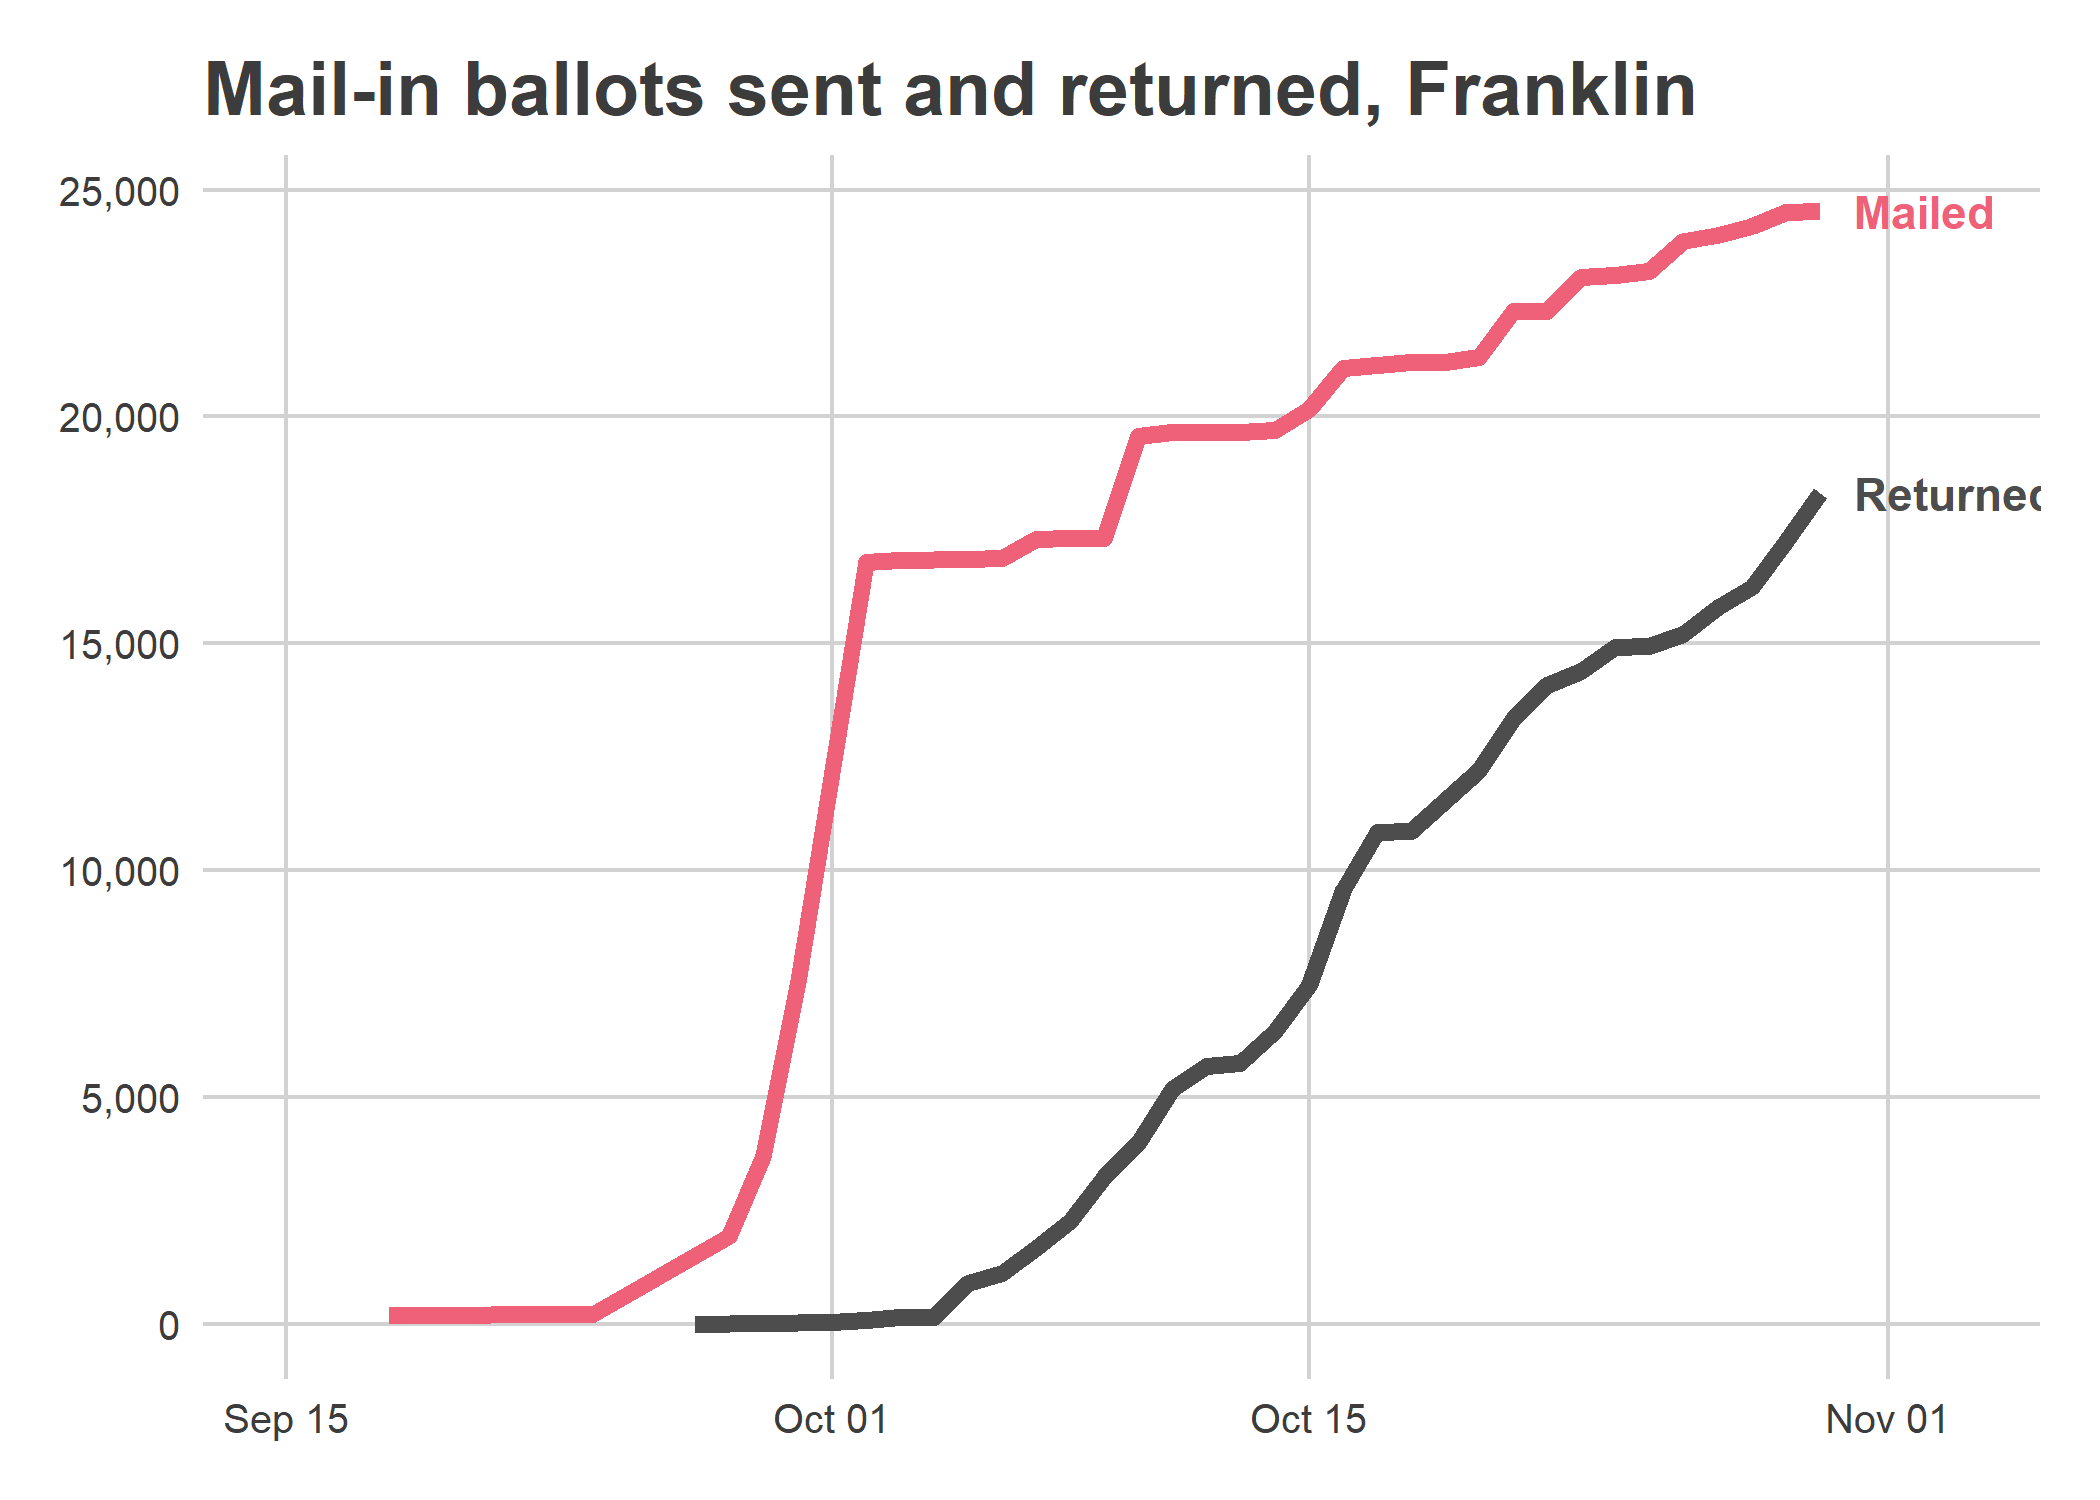 Mail-in ballots sent and returned, Franklin
25,000
Mailed
20,000
Returned
15,000
10,000
5,000
0
Sep 15
Oct 01
Oct 15
Nov 01